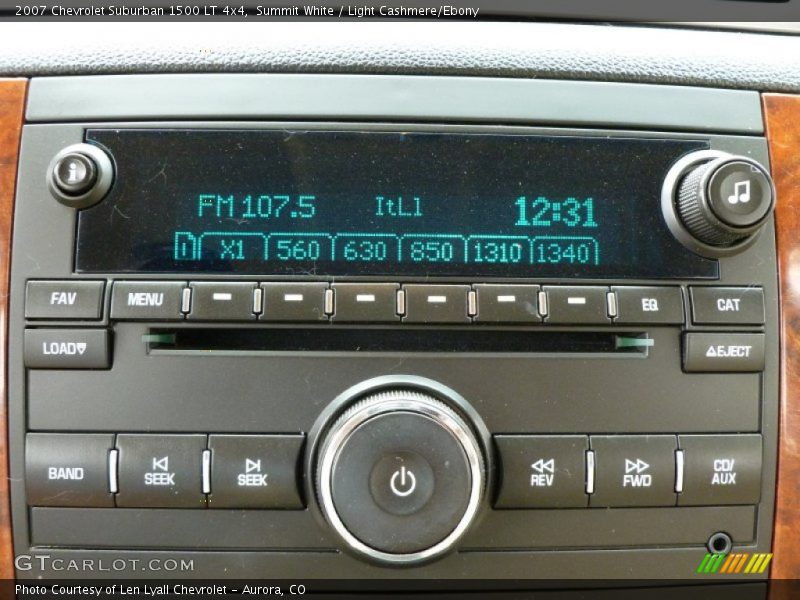 2007 Chevrolet Suburban 1500 LT 4x4, Summit White / Light Cashmere/Ebony
i
FM 107.5 ItLl 12:31
X1 560 630 850 1310 1340
FAV MENU EQ CAT
LOAD EJECT
BAND SEEK SEEK REV FWD CD/
AUX
GTCARLOT.COM
Photo Courtesy of Len Lyall Chevrolet - Aurora, CO